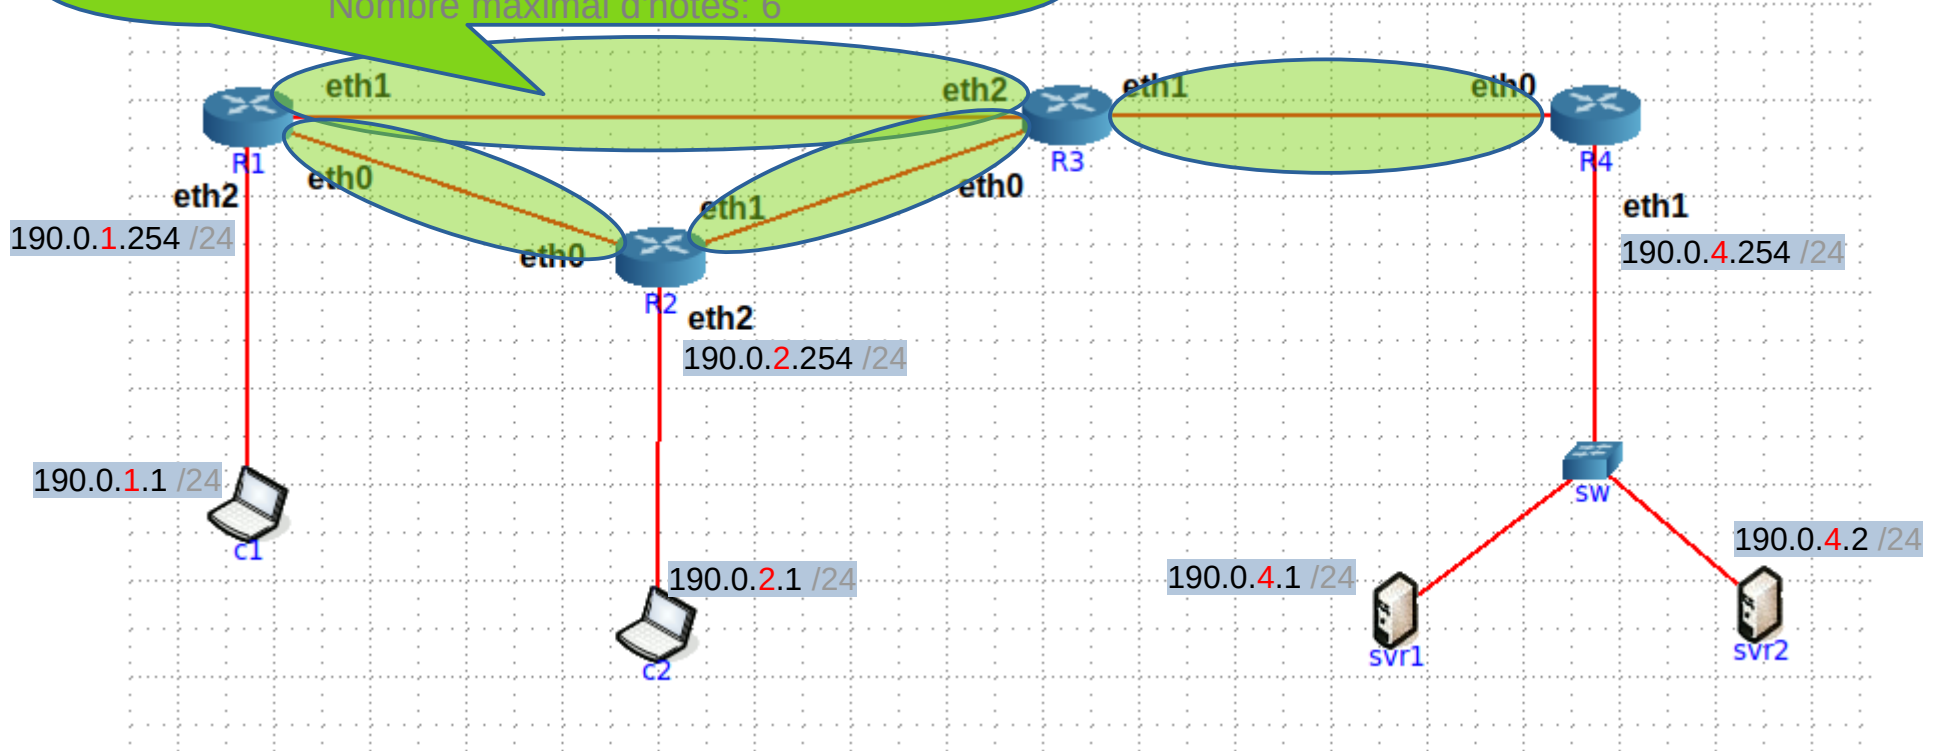 Nombre maximal d'hôtes: 6
eth1
eth2
eth1
eth0
R1
R3
R4
eth0
eth0
eth2
eth1
eth1
190.0.1.254 /24
eth0
190.0.4.254 /24
R2
eth2
190.0.2.254 /24
190.0.1.1 /24
sw
c1
190.0.4.2 /24
190.0.2.1 /24
190.0.4.1 /24
c2
svr1
svr2